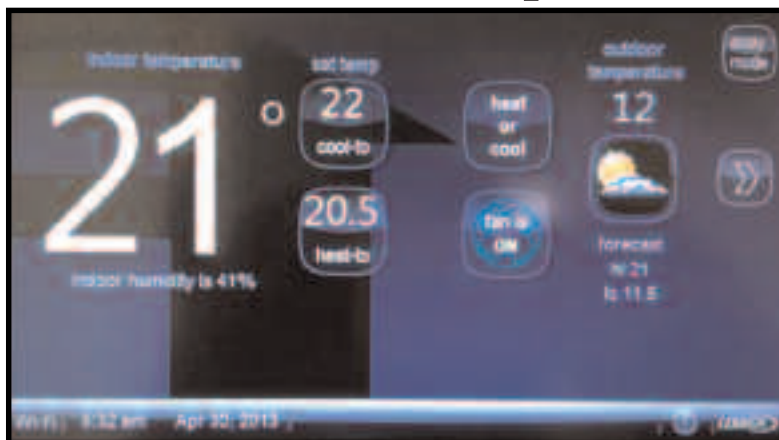 indoor temperature
21°
indoor humidity is 41%
set temp
22
cool-to
20.5
heat-to
heat
or
cool
fan is
ON
outdoor
temperature
12
forecast
hi 21
lo 11.5
easy
mode
Wi-Fi | 8:32 am Apr 30, 2013